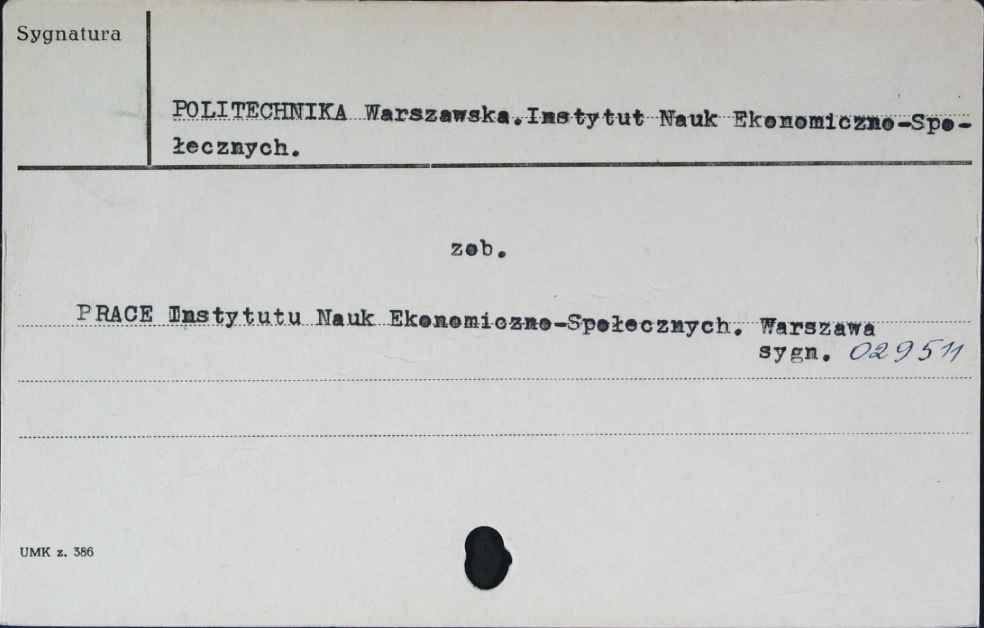 Sygnatura
POLITECHNIKA Warszawska.Instytut Nauk Ekonomiczno-Spo-
łecznych.
zob.
PRACE Instytutu Nauk Ekonomiczno-Społecznych. Warszawa
sygn. 029511
UMK z. 386